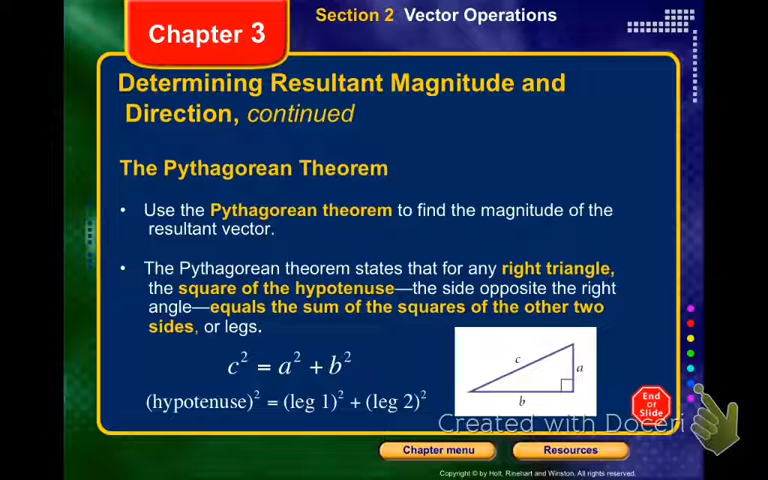 Section 2 Vector Operations
Chapter 3
Determining Resultant Magnitude and
Direction, continued
The Pythagorean Theorem
• Use the Pythagorean theorem to find the magnitude of the
resultant vector.
• The Pythagorean theorem states that for any right triangle,
the square of the hypotenuse—the side opposite the right
angle—equals the sum of the squares of the other two
sides, or legs.
c² = a² + b²
(hypotenuse)² = (leg 1)² + (leg 2)²
c
a
b
End
of
Slide
Created with Doceri
Chapter menu
Resources
Copyright © by Holt, Rinehart and Winston. All rights reserved.